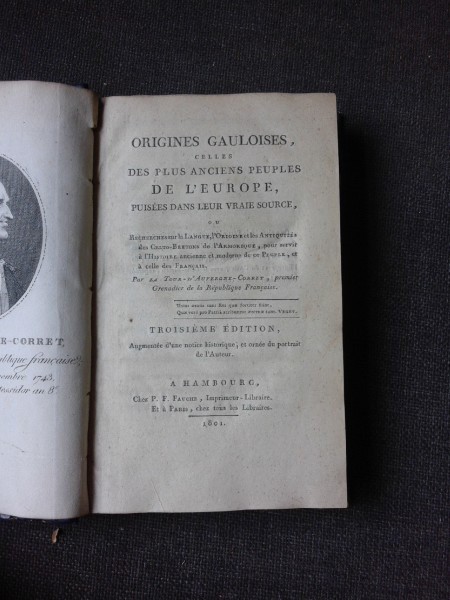 RE-CORRET,
ublique française
embre 1743.
messidor an 8.
ORIGINES GAULOISES,
CELLES
DES PLUS ANCIENS PEUPLES
DE L'EUROPE,
PUISÉES DANS LEUR VRAIE SOURCE,
OU
Recherches sur la Langue, l'Origine et les Antiquités
des Celto-Bretons de l'Armorique, pour servir
à l'Histoire ancienne et moderne de ce Peuple, et
à celle des Français.
Par La Tour-d'Auvergne-Corret, premier
Grenadier de la République Française.
TROISIÈME ÉDITION,
Augmentée d'une notice historique, et ornée du portrait
de l'Auteur.
A HAMBOURG,
Chez P. F. Fauche, Imprimeur-Libraire.
Et à Paris, chez tous les Libraires.